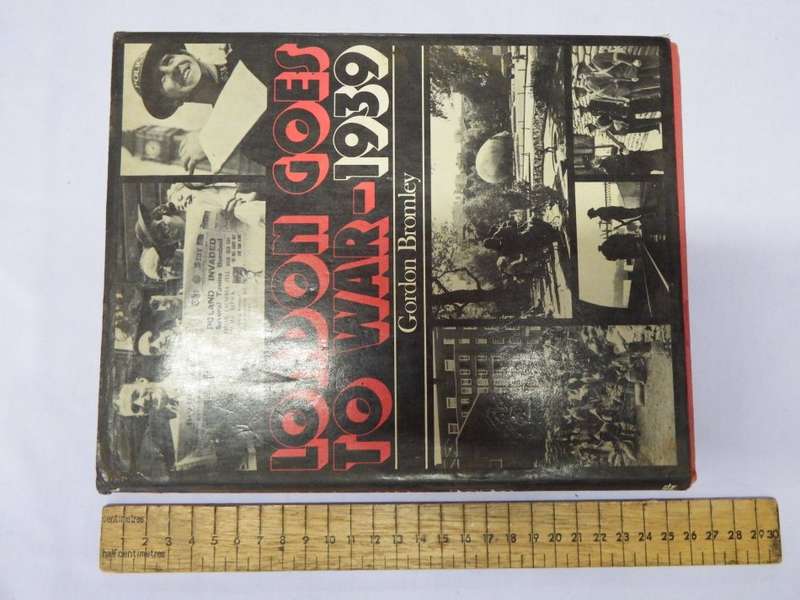 LONDON GOES
TO WAR-1939
Gordon Bromley
The Star
POLAND INVADED
centimetres
1 2 3 4 5 6 7 8 9 10 11 12 13 14 15 16 17 18 19 20 21 22 23 24 25 26 27 28 29 30
half centimetres